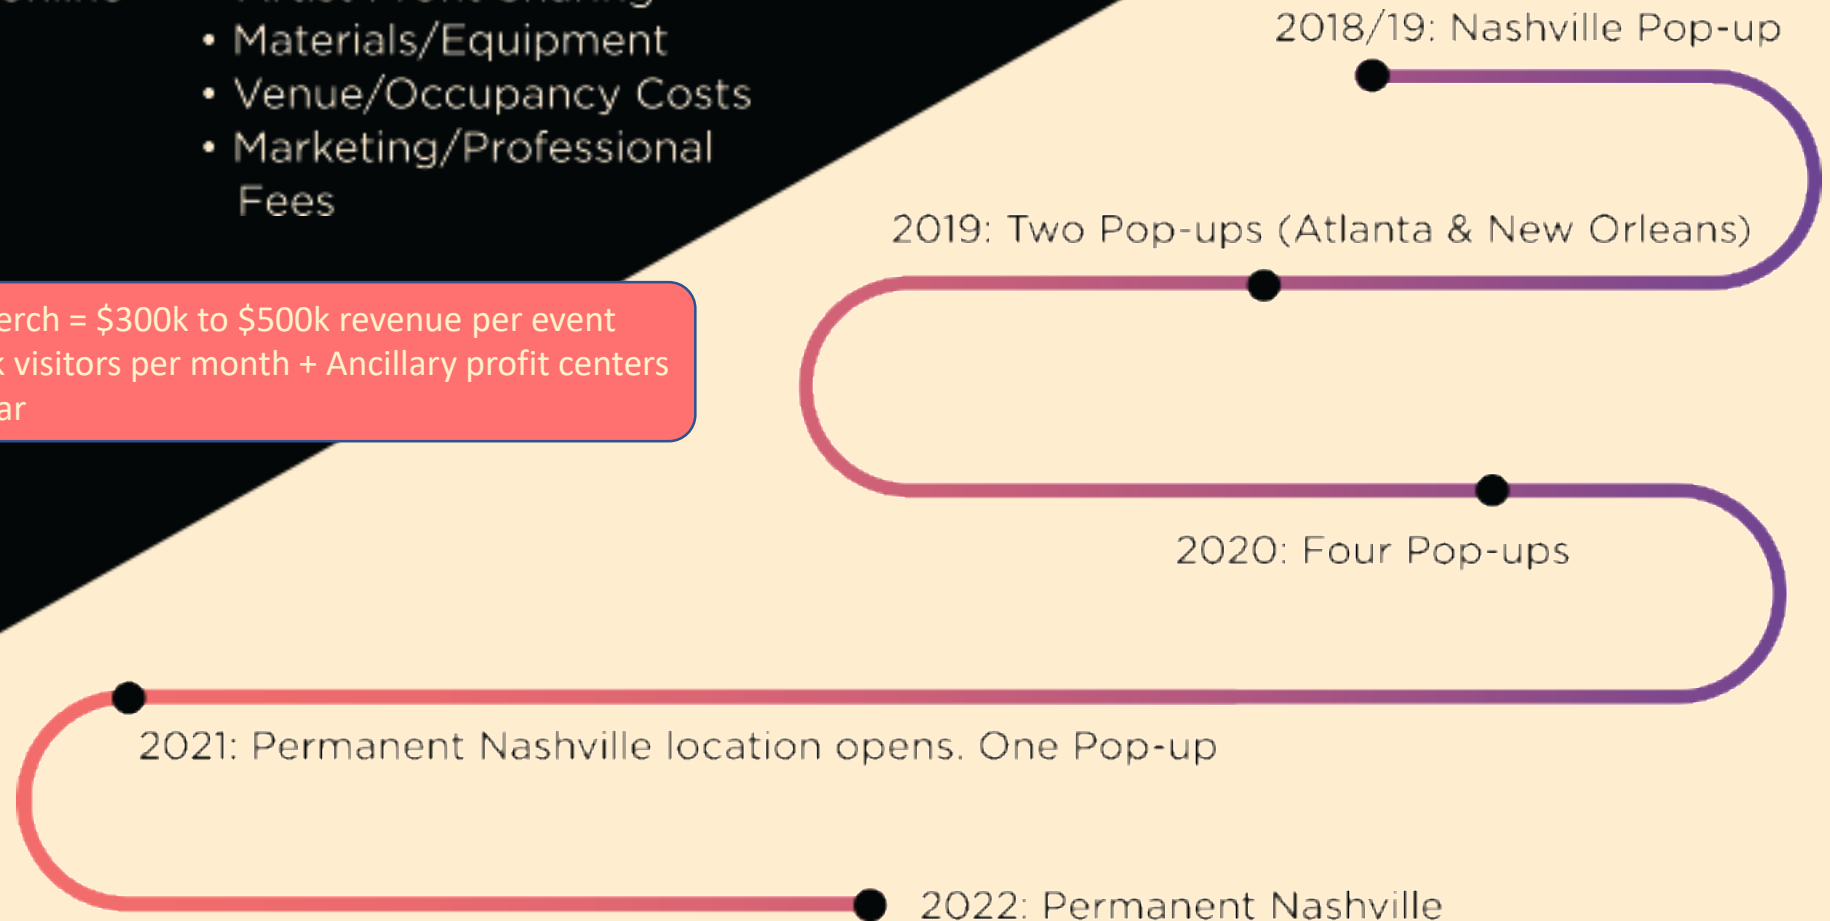 • Materials/Equipment
• Venue/Occupancy Costs
• Marketing/Professional
Fees
= $300k to $500k revenue per event
visitors per month + Ancillary profit centers
2018/19: Nashville Pop-up
2019: Two Pop-ups (Atlanta & New Orleans)
2020: Four Pop-ups
2021: Permanent Nashville location opens. One Pop-up
2022: Permanent Nashville